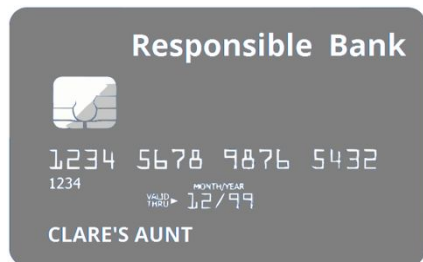 Responsible Bank
1234 5678 9876 5432
1234
MONTH/YEAR
VALID THRU ▸ 12/99
CLARE'S AUNT